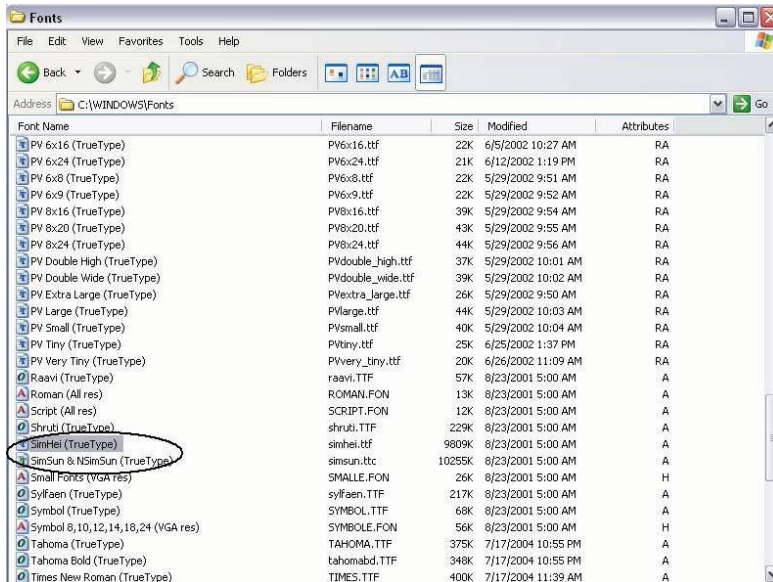 Fonts
File Edit View Favorites Tools Help
Back Search Folders
Address C:\WINDOWS\Fonts Go
Font Name Filename Size Modified Attributes
PV 6x16 (TrueType) PV6x16.ttf 22K 6/5/2002 10:27 AM RA
PV 6x24 (TrueType) PV6x24.ttf 21K 6/12/2002 1:19 PM RA
PV 6x8 (TrueType) PV6x8.ttf 22K 5/29/2002 9:51 AM RA
PV 6x9 (TrueType) PV6x9.ttf 22K 5/29/2002 9:52 AM RA
PV 8x16 (TrueType) PV8x16.ttf 39K 5/29/2002 9:54 AM RA
PV 8x20 (TrueType) PV8x20.ttf 43K 5/29/2002 9:55 AM RA
PV 8x24 (TrueType) PV8x24.ttf 44K 5/29/2002 9:56 AM RA
PV Double High (TrueType) PVdouble_high.ttf 37K 5/29/2002 10:01 AM RA
PV Double Wide (TrueType) PVdouble_wide.ttf 39K 5/29/2002 10:02 AM RA
PV Extra Large (TrueType) PVextra_large.ttf 26K 5/29/2002 9:50 AM RA
PV Large (TrueType) PVlarge.ttf 44K 5/29/2002 10:03 AM RA
PV Small (TrueType) PVsmall.ttf 40K 5/29/2002 10:04 AM RA
PV Tiny (TrueType) PVtiny.ttf 25K 6/25/2002 1:37 PM RA
PV Very Tiny (TrueType) PVvery_tiny.ttf 20K 6/26/2002 11:09 AM RA
Raavi (TrueType) raavi.TTF 57K 8/23/2001 5:00 AM A
Roman (All res) ROMAN.FON 13K 8/23/2001 5:00 AM A
Script (All res) SCRIPT.FON 12K 8/23/2001 5:00 AM A
Shruti (TrueType) shruti.TTF 229K 8/23/2001 5:00 AM A
SimHei (TrueType) simhei.ttf 9809K 8/23/2001 5:00 AM A
SimSun & NSimSun (TrueType) simsun.ttc 10255K 8/23/2001 5:00 AM A
Small Fonts (VGA res) SMALLE.FON 26K 8/23/2001 5:00 AM H
Sylfaen (TrueType) sylfaen.TTF 217K 8/23/2001 5:00 AM A
Symbol (TrueType) SYMBOL.TTF 68K 8/23/2001 5:00 AM A
Symbol 8,10,12,14,18,24 (VGA res) SYMBOLE.FON 56K 8/23/2001 5:00 AM H
Tahoma (TrueType) TAHOMA.TTF 375K 7/17/2004 10:55 PM A
Tahoma Bold (TrueType) tahomabd.TTF 348K 7/17/2004 10:55 PM A
Times New Roman (TrueType) TIMES.TTF 400K 7/17/2004 11:39 AM A